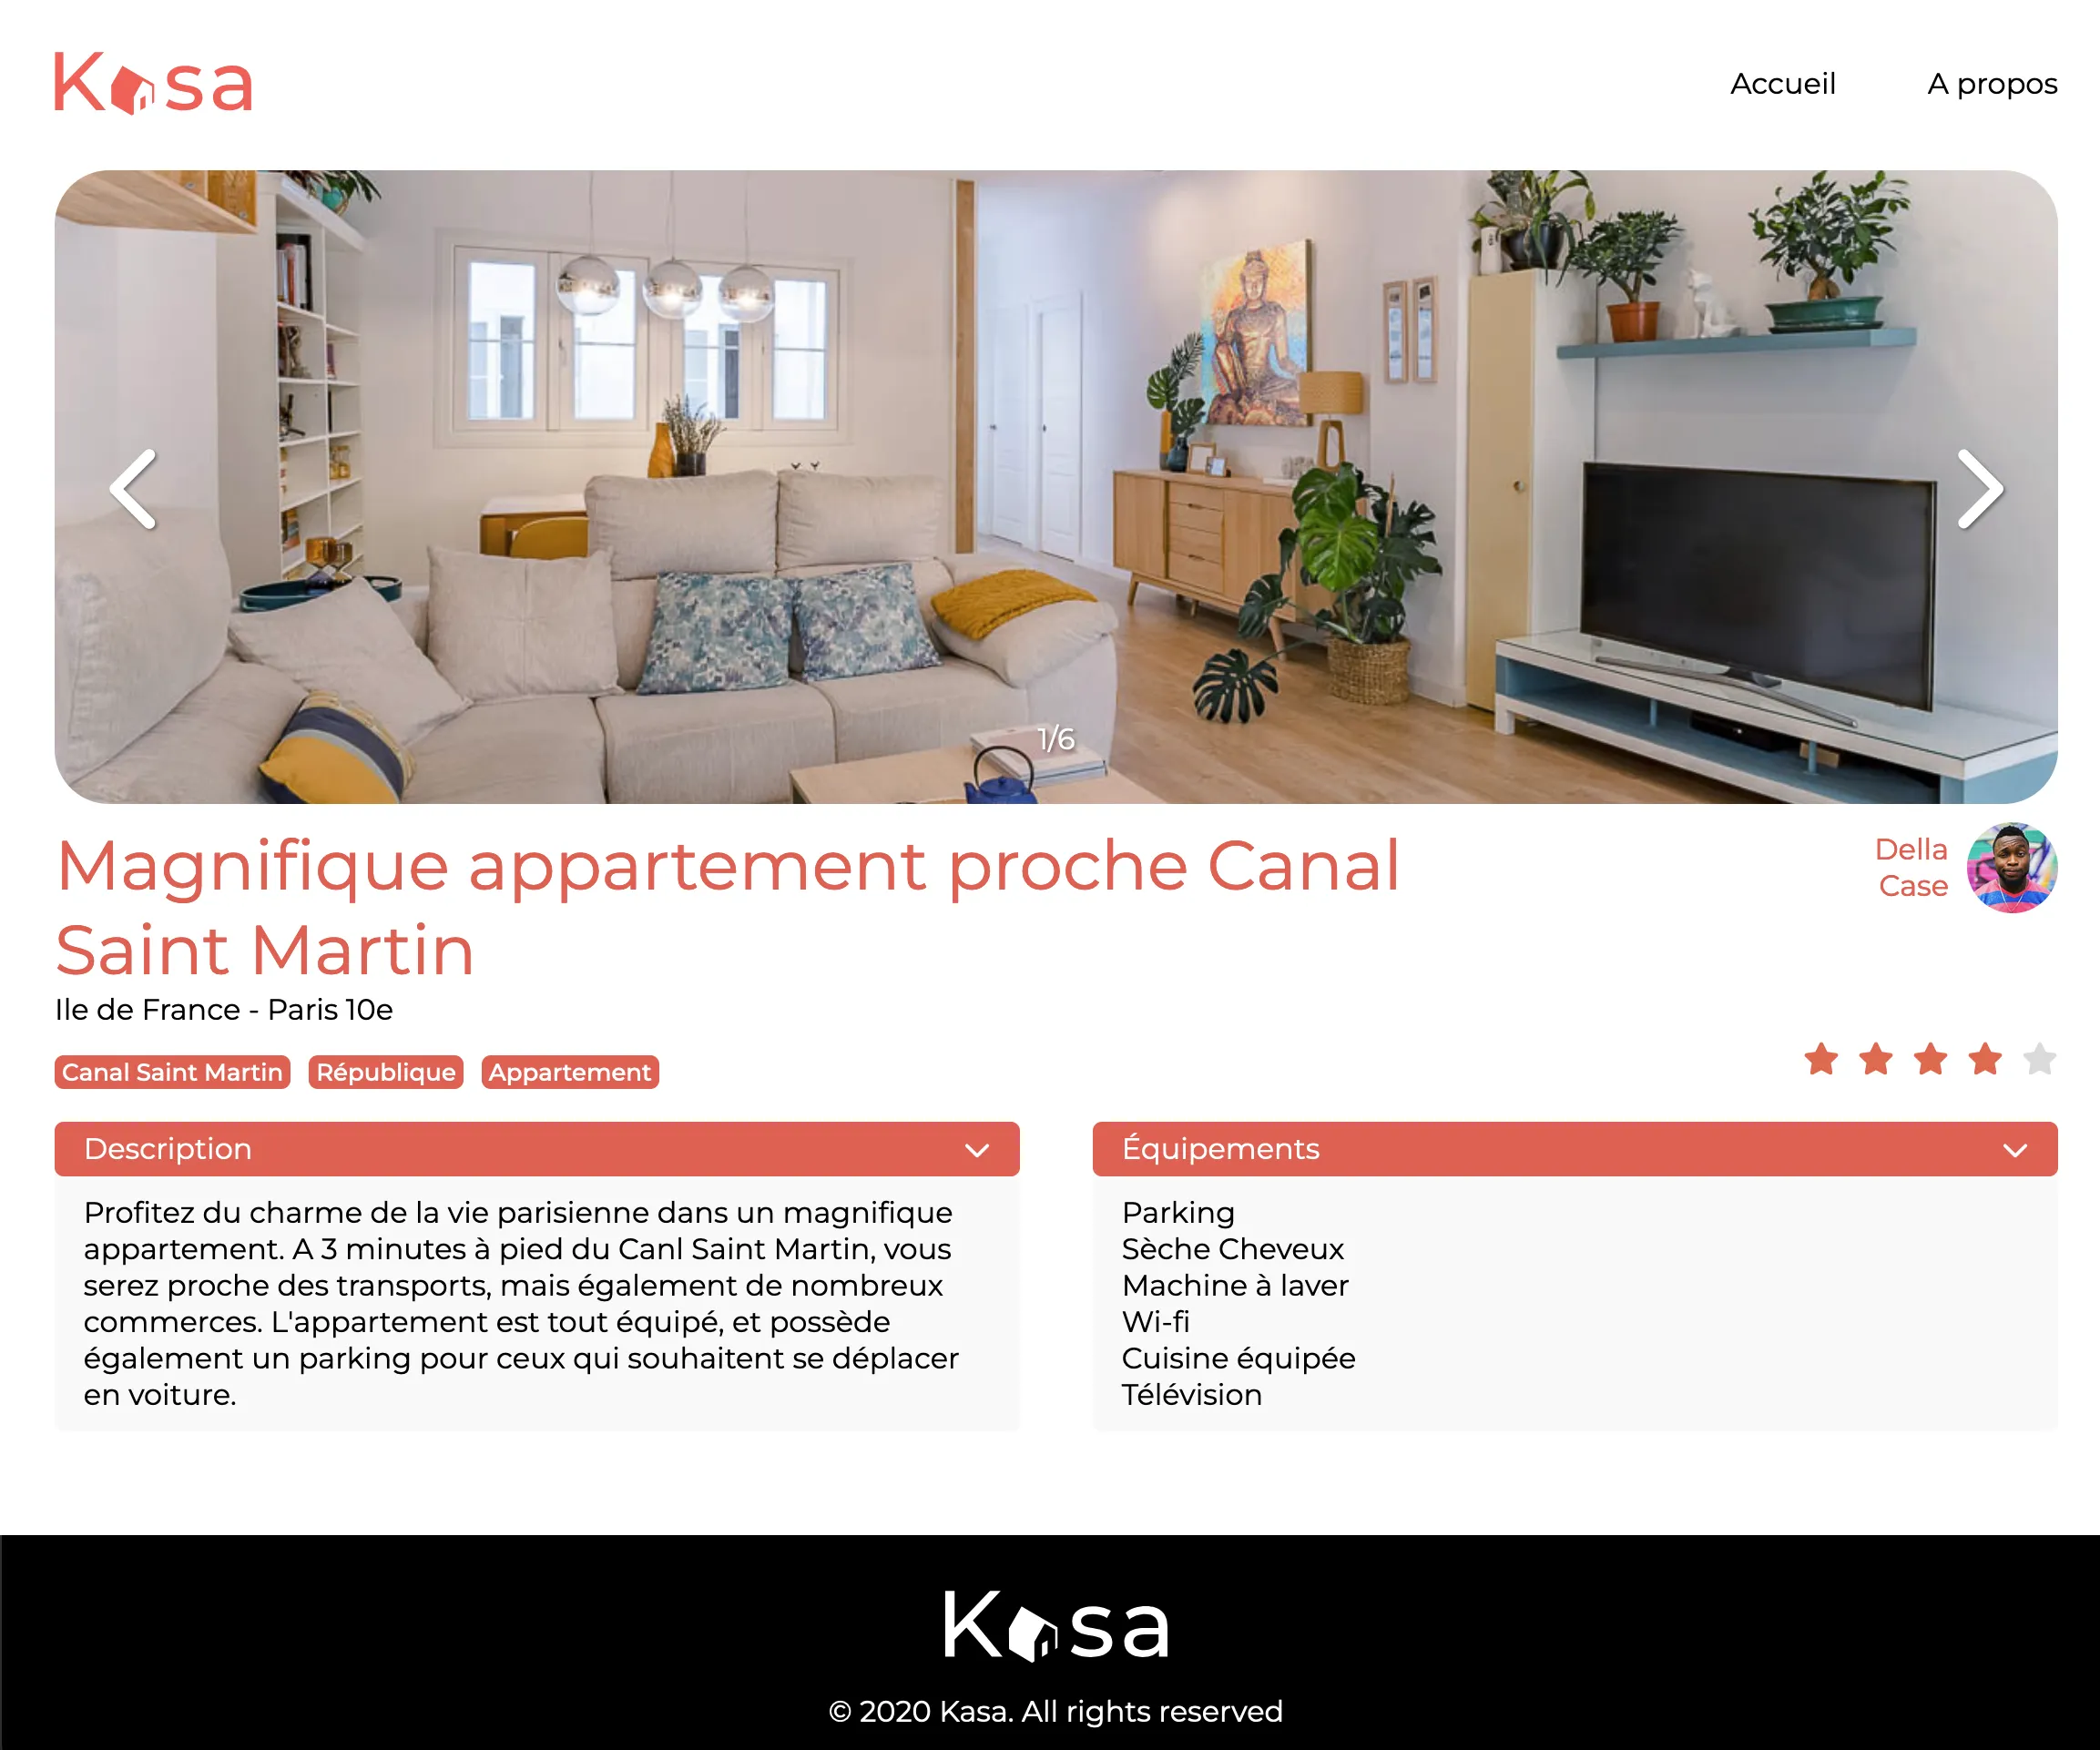 Kasa
Accueil
A propos
1/6
Magnifique appartement proche Canal
Saint Martin
Della
Case
Ile de France - Paris 10e
Canal Saint Martin
République
Appartement
Description
Profitez du charme de la vie parisienne dans un magnifique
appartement. A 3 minutes à pied du Canl Saint Martin, vous
serez proche des transports, mais également de nombreux
commerces. L'appartement est tout équipé, et possède
également un parking pour ceux qui souhaitent se déplacer
en voiture.
Équipements
Parking
Sèche Cheveux
Machine à laver
Wi-fi
Cuisine équipée
Télévision
Kasa
© 2020 Kasa. All rights reserved